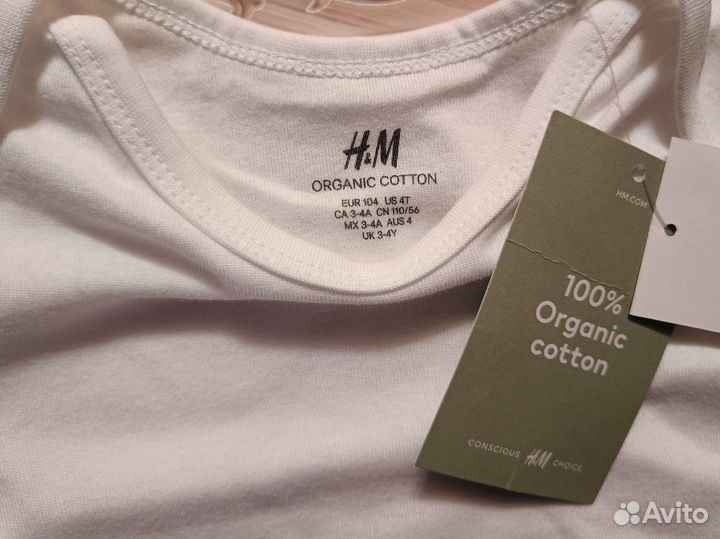 H&M
ORGANIC COTTON
EUR 104 US 4T
CA 3-4A CN 110/56
MX 3-4A AUS 4
UK 3-4Y
HM.COM
100%
Organic
cotton
CONSCIOUS H&M CHOICE
Avito